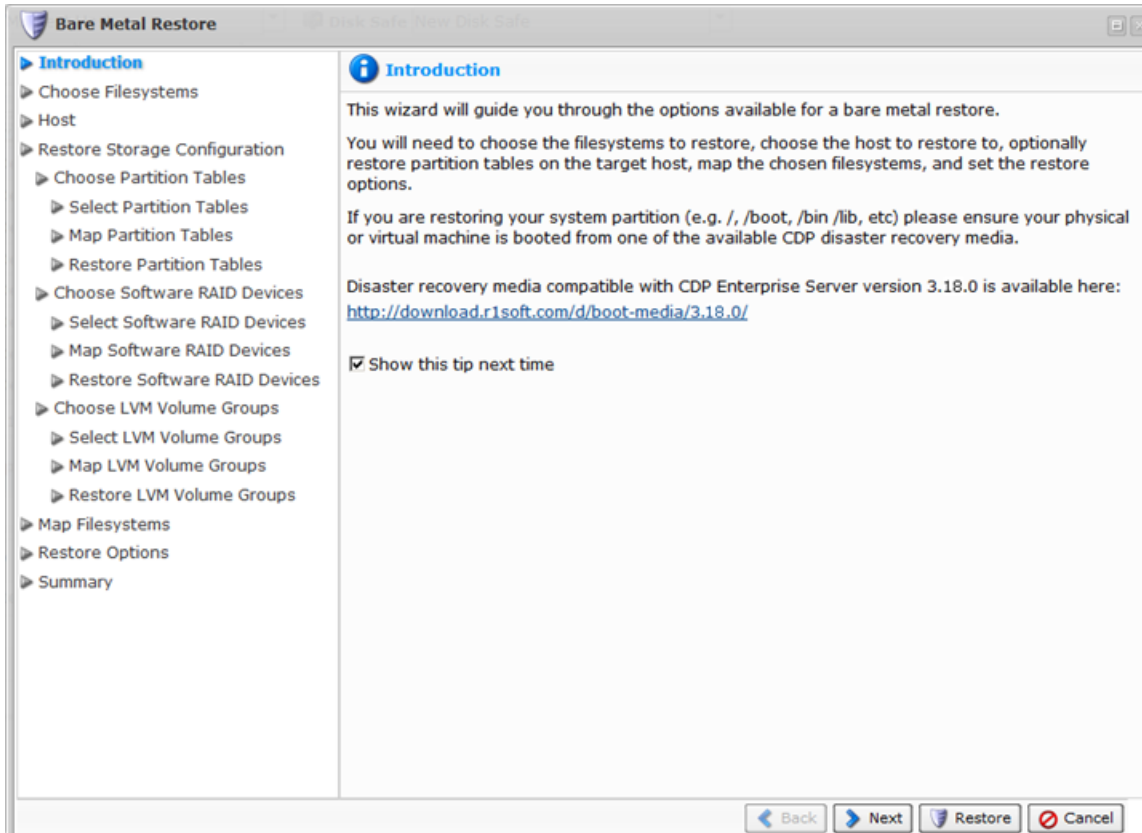 Bare Metal Restore
Disk Safe New Disk Safe
Introduction
Choose Filesystems
Host
Restore Storage Configuration
Choose Partition Tables
Select Partition Tables
Map Partition Tables
Restore Partition Tables
Choose Software RAID Devices
Select Software RAID Devices
Map Software RAID Devices
Restore Software RAID Devices
Choose LVM Volume Groups
Select LVM Volume Groups
Map LVM Volume Groups
Restore LVM Volume Groups
Map Filesystems
Restore Options
Summary
Introduction
This wizard will guide you through the options available for a bare metal restore.
You will need to choose the filesystems to restore, choose the host to restore to, optionally
restore partition tables on the target host, map the chosen filesystems, and set the restore
options.
If you are restoring your system partition (e.g. /, /boot, /bin /lib, etc) please ensure your physical
or virtual machine is booted from one of the available CDP disaster recovery media.
Disaster recovery media compatible with CDP Enterprise Server version 3.18.0 is available here:
http://download.r1soft.com/d/boot-media/3.18.0/
Show this tip next time
Back
Next
Restore
Cancel